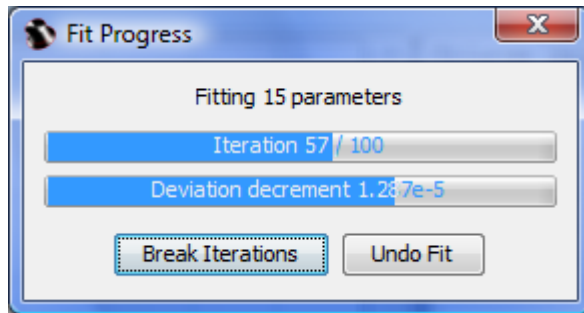 Fit Progress
Fitting 15 parameters
Iteration 57 / 100
Deviation decrement 1.287e-5
Break Iterations
Undo Fit